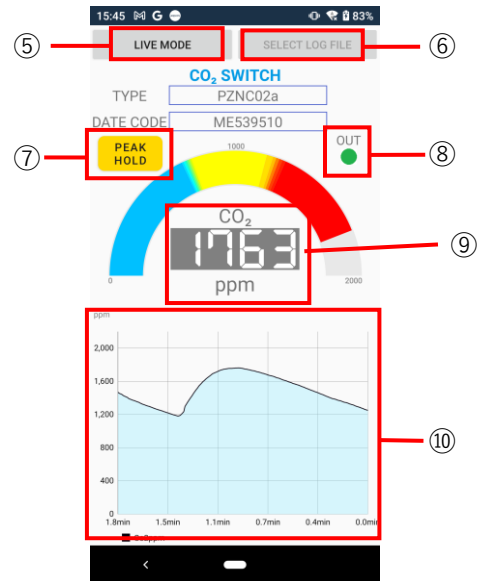 15:45 G 83%
⑤ LIVE MODE SELECT LOG FILE ⑥
CO₂ SWITCH
TYPE PZNC02a
DATE CODE ME539510
⑦ PEAK HOLD 1000 OUT ⑧
CO₂
1763 ⑨
ppm
0 2000
ppm
2,000
1,600
1,200 ⑩
800
400
0
1.8min 1.5min 1.1min 0.7min 0.4min 0.0min
Co2ppm